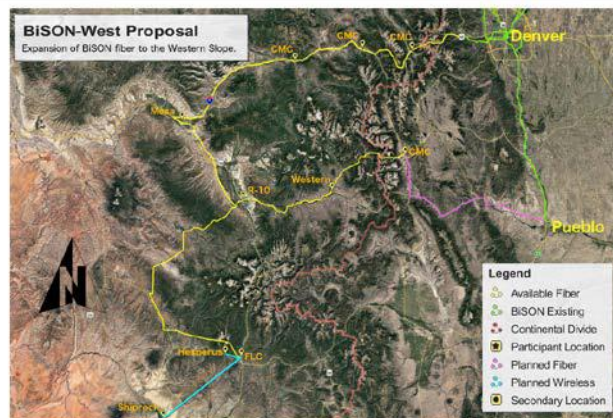 BiSON-West Proposal
Expansion of BiSON fiber to the Western Slope.
CMC
CMC
CMC
Denver
Mesa
CMC
Western
R-10
Pueblo
Hesperus
FLC
Shiprock
N
Legend
Available Fiber
BiSON Existing
Continental Divide
Participant Location
Planned Fiber
Planned Wireless
Secondary Location